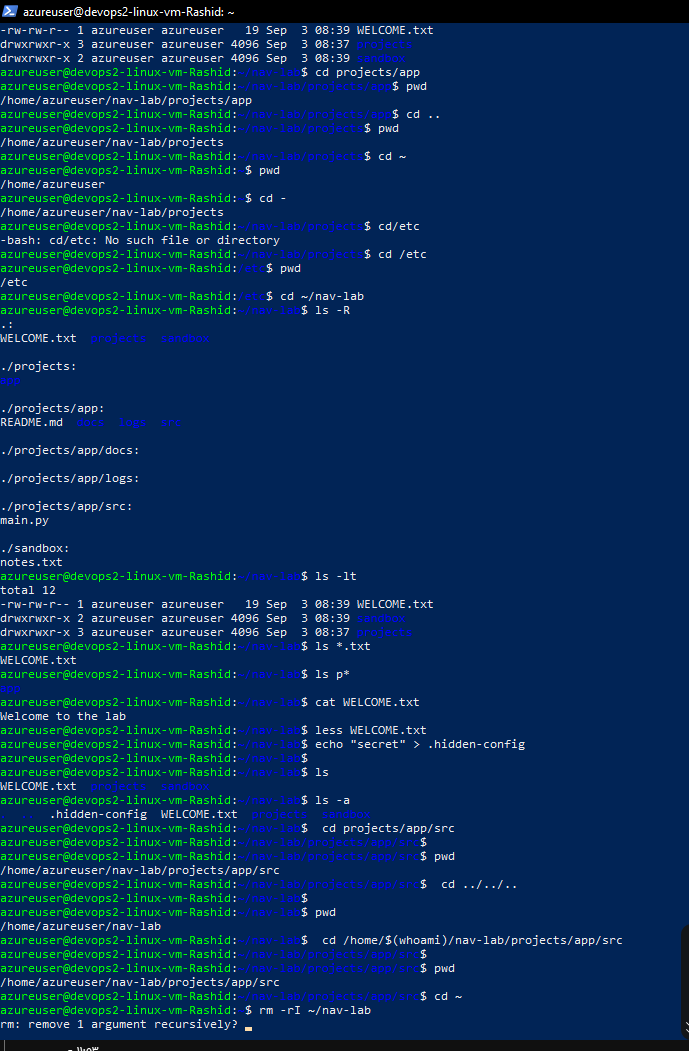 azureuser@devops2-linux-vm-Rashid: ~
-rw-rw-r-- 1 azureuser azureuser   19 Sep  3 08:39 WELCOME.txt
drwxrwxr-x 3 azureuser azureuser 4096 Sep  3 08:37 projects
drwxrwxr-x 2 azureuser azureuser 4096 Sep  3 08:39 sandbox
azureuser@devops2-linux-vm-Rashid:~/nav-lab$ cd projects/app
azureuser@devops2-linux-vm-Rashid:~/nav-lab/projects/app$ pwd
/home/azureuser/nav-lab/projects/app
azureuser@devops2-linux-vm-Rashid:~/nav-lab/projects/app$ cd ..
azureuser@devops2-linux-vm-Rashid:~/nav-lab/projects$ pwd
/home/azureuser/nav-lab/projects
azureuser@devops2-linux-vm-Rashid:~/nav-lab/projects$ cd ~
azureuser@devops2-linux-vm-Rashid:~$ pwd
/home/azureuser
azureuser@devops2-linux-vm-Rashid:~$ cd -
/home/azureuser/nav-lab/projects
azureuser@devops2-linux-vm-Rashid:~/nav-lab/projects$ cd/etc
-bash: cd/etc: No such file or directory
azureuser@devops2-linux-vm-Rashid:~/nav-lab/projects$ cd /etc
azureuser@devops2-linux-vm-Rashid:/etc$ pwd
/etc
azureuser@devops2-linux-vm-Rashid:/etc$ cd ~/nav-lab
azureuser@devops2-linux-vm-Rashid:~/nav-lab$ ls -R
.:
WELCOME.txt  projects  sandbox

./projects:
app

./projects/app:
README.md  docs  logs  src

./projects/app/docs:

./projects/app/logs:

./projects/app/src:
main.py

./sandbox:
notes.txt
azureuser@devops2-linux-vm-Rashid:~/nav-lab$ ls -lt
total 12
-rw-rw-r-- 1 azureuser azureuser   19 Sep  3 08:39 WELCOME.txt
drwxrwxr-x 2 azureuser azureuser 4096 Sep  3 08:39 sandbox
drwxrwxr-x 3 azureuser azureuser 4096 Sep  3 08:37 projects
azureuser@devops2-linux-vm-Rashid:~/nav-lab$ ls *.txt
WELCOME.txt
azureuser@devops2-linux-vm-Rashid:~/nav-lab$ ls p*
app
azureuser@devops2-linux-vm-Rashid:~/nav-lab$ cat WELCOME.txt
Welcome to the lab
azureuser@devops2-linux-vm-Rashid:~/nav-lab$ less WELCOME.txt
azureuser@devops2-linux-vm-Rashid:~/nav-lab$ echo "secret" > .hidden-config
azureuser@devops2-linux-vm-Rashid:~/nav-lab$
azureuser@devops2-linux-vm-Rashid:~/nav-lab$ ls
WELCOME.txt  projects  sandbox
azureuser@devops2-linux-vm-Rashid:~/nav-lab$ ls -a
.  ..  .hidden-config  WELCOME.txt  projects  sandbox
azureuser@devops2-linux-vm-Rashid:~/nav-lab$  cd projects/app/src
azureuser@devops2-linux-vm-Rashid:~/nav-lab/projects/app/src$
azureuser@devops2-linux-vm-Rashid:~/nav-lab/projects/app/src$ pwd
/home/azureuser/nav-lab/projects/app/src
azureuser@devops2-linux-vm-Rashid:~/nav-lab/projects/app/src$  cd ../../..
azureuser@devops2-linux-vm-Rashid:~/nav-lab$
azureuser@devops2-linux-vm-Rashid:~/nav-lab$ pwd
/home/azureuser/nav-lab
azureuser@devops2-linux-vm-Rashid:~/nav-lab$  cd /home/$(whoami)/nav-lab/projects/app/src
azureuser@devops2-linux-vm-Rashid:~/nav-lab/projects/app/src$
azureuser@devops2-linux-vm-Rashid:~/nav-lab/projects/app/src$ pwd
/home/azureuser/nav-lab/projects/app/src
azureuser@devops2-linux-vm-Rashid:~/nav-lab/projects/app/src$ cd ~
azureuser@devops2-linux-vm-Rashid:~$ rm -rI ~/nav-lab
rm: remove 1 argument recursively?